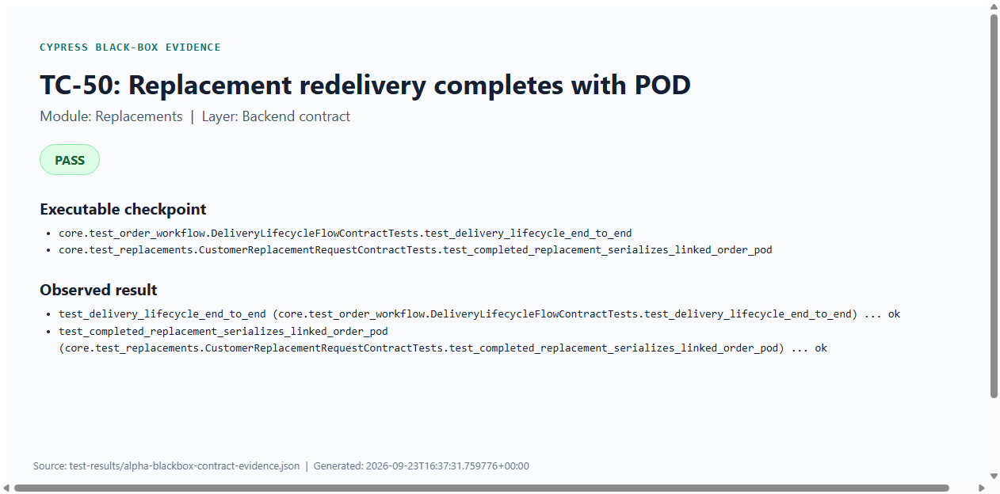 CYPRESS BLACK-BOX EVIDENCE
TC-50: Replacement redelivery completes with POD
Module: Replacements | Layer: Backend contract
PASS
Executable checkpoint
• core.test_order_workflow.DeliveryLifecycleFlowContractTests.test_delivery_lifecycle_end_to_end
• core.test_replacements.CustomerReplacementRequestContractTests.test_completed_replacement_serializes_linked_order_pod
Observed result
• test_delivery_lifecycle_end_to_end (core.test_order_workflow.DeliveryLifecycleFlowContractTests.test_delivery_lifecycle_end_to_end) ... ok
• test_completed_replacement_serializes_linked_order_pod
(core.test_replacements.CustomerReplacementRequestContractTests.test_completed_replacement_serializes_linked_order_pod) ... ok
Source: test-results/alpha-blackbox-contract-evidence.json | Generated: 2026-09-23T16:37:31.759776+00:00